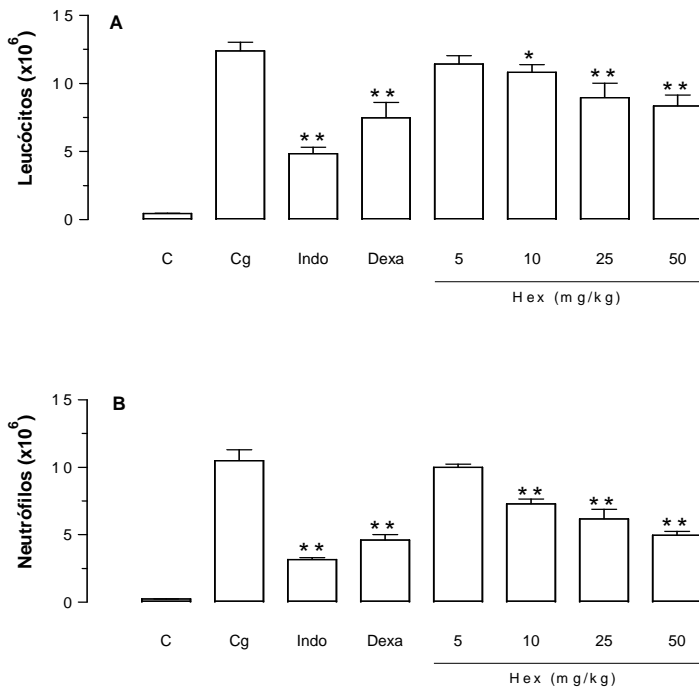 A
Leucócitos (x10⁶)
15
10
5
0
*
**
**
**
**
C Cg Indo Dexa 5 10 25 50
Hex (mg/kg)
B
Neutrófilos (x10⁶)
15
10
5
0
**
**
**
**
**
C Cg Indo Dexa 5 10 25 50
Hex (mg/kg)